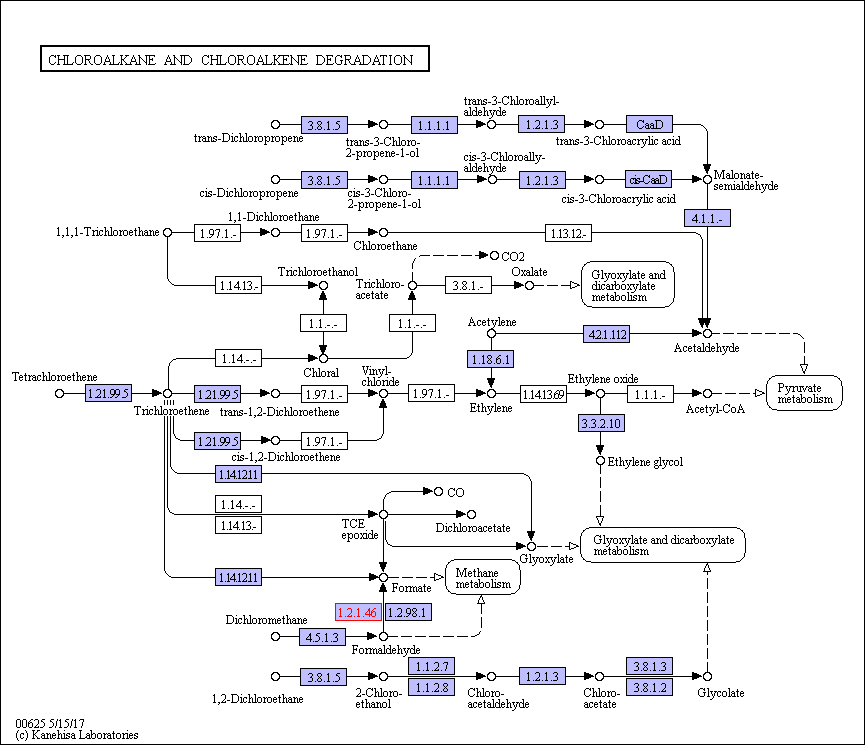 CHLOROALKANE AND CHLOROALKENE DEGRADATION
trans-3-Chloroallyl-
aldehyde
3.8.1.5
1.1.1.1
1.2.1.3
CaaD
trans-Dichloropropene
trans-3-Chloro-
2-propene-1-ol
trans-3-Chloroacrylic acid
cis-3-Chloroally-
aldehyde
3.8.1.5
1.1.1.1
1.2.1.3
cis-CaaD
Malonate-
semialdehyde
cis-Dichloropropene
cis-3-Chloro-
2-propene-1-ol
cis-3-Chloroacrylic acid
4.1.1.-
1,1-Dichloroethane
1,1,1-Trichloroethane
1.97.1.-
1.97.1.-
1.13.12.-
Chloroethane
CO2
Trichloroethanol
Trichloro-
acetate
Oxalate
1.14.13.-
3.8.1.-
Glyoxylate and
dicarboxylate
metabolism
1.1.-.-
1.1.-.-
Acetylene
4.2.1.112
Acetaldehyde
1.14.-.-
Chloral
1.18.6.1
Tetrachloroethene
Vinyl-
chloride
Ethylene oxide
1.21.99.5
1.21.99.5
1.97.1.-
1.97.1.-
1.14.13.69
1.1.1.-
Pyruvate
metabolism
Trichloroethene
trans-1,2-Dichloroethene
Ethylene
Acetyl-CoA
3.3.2.10
1.21.99.5
1.97.1.-
cis-1,2-Dichloroethene
Ethylene glycol
1.14.12.11
CO
1.14.-.-
1.14.13.-
TCE
epoxide
Dichloroacetate
Glyoxylate
Glyoxylate and dicarboxylate
metabolism
1.14.12.11
Formate
Methane
metabolism
1.2.1.46
1.2.98.1
Dichloromethane
4.5.1.3
Formaldehyde
3.8.1.5
1.1.2.7
1.1.2.8
1.2.1.3
3.8.1.3
3.8.1.2
1,2-Dichloroethane
2-Chloro-
ethanol
Chloro-
acetaldehyde
Chloro-
acetate
Glycolate
00625 5/15/17
(c) Kanehisa Laboratories